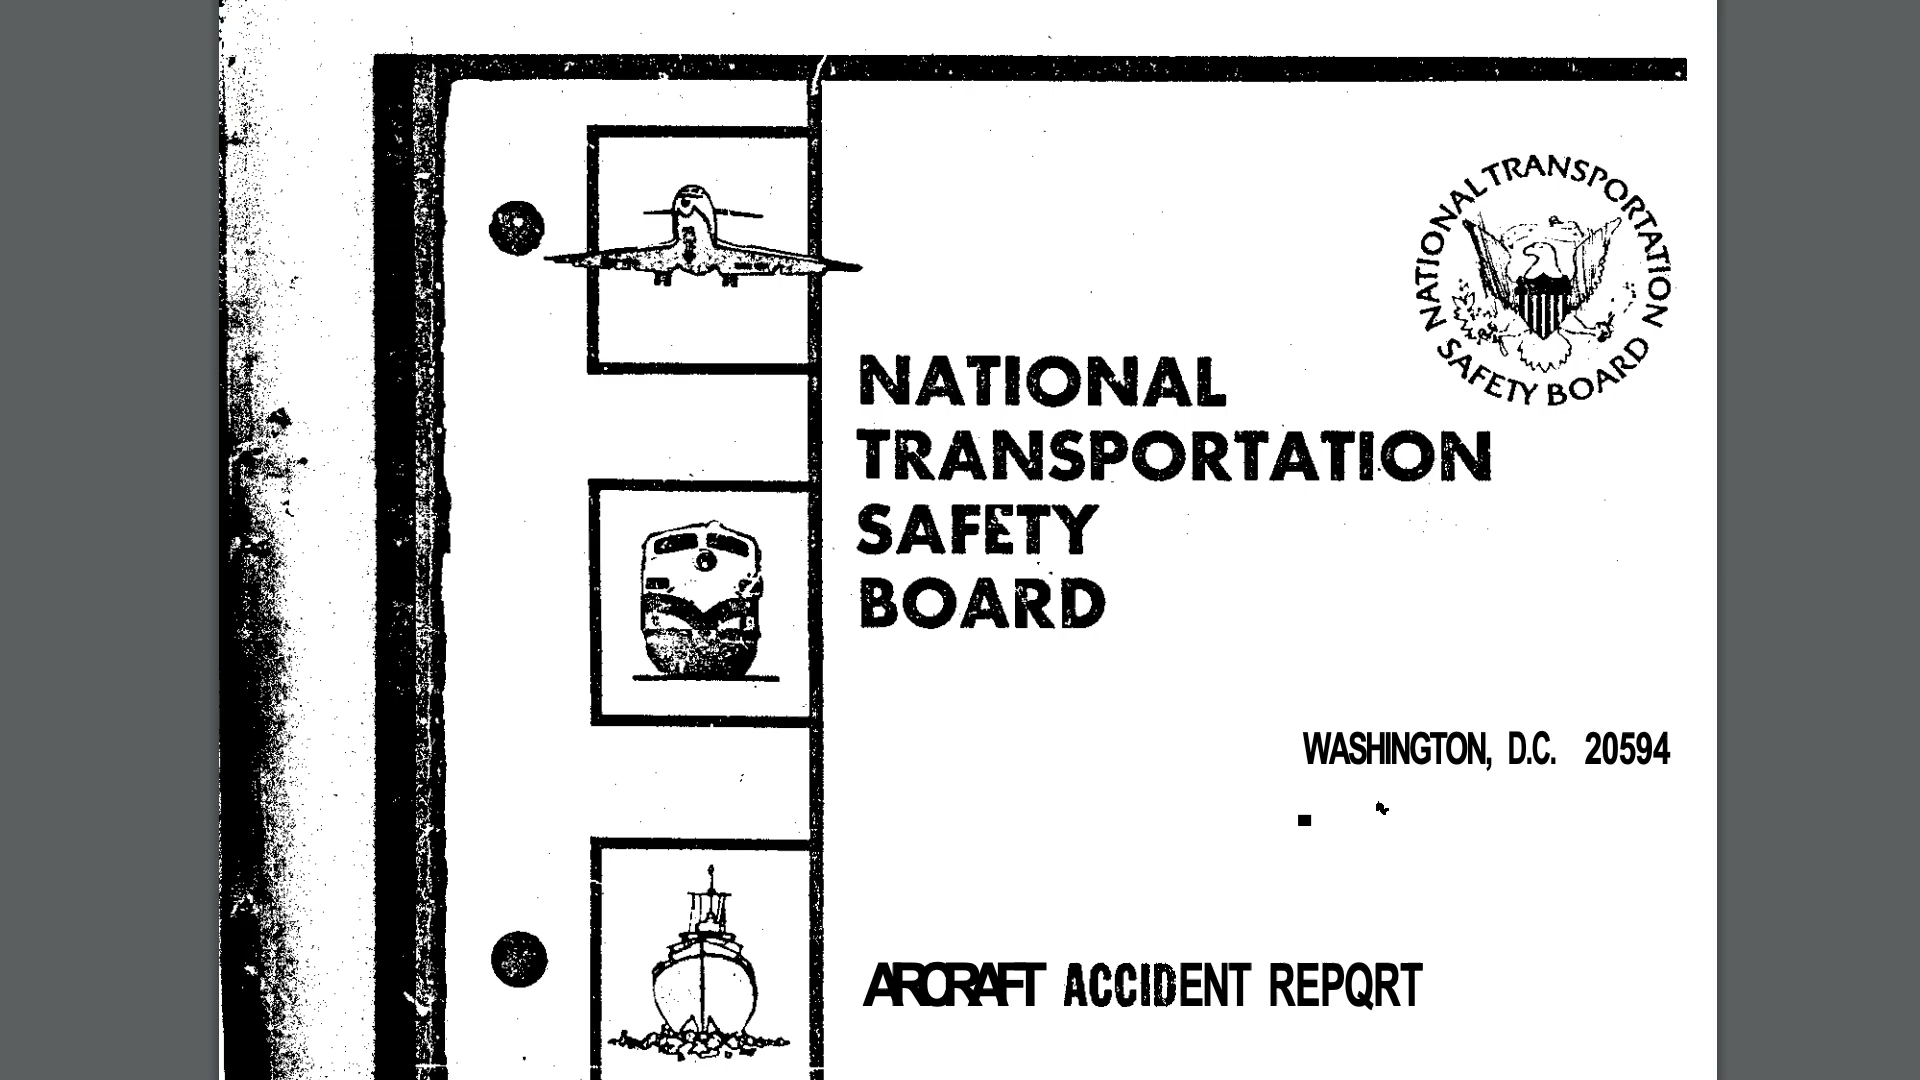 NATIONAL TRANSPORTATION
SAFETY BOARD
NATIONAL
TRANSPORTATION
SAFETY
BOARD
WASHINGTON, D.C. 20594
ARCRAFT ACCIDENT REPQRT